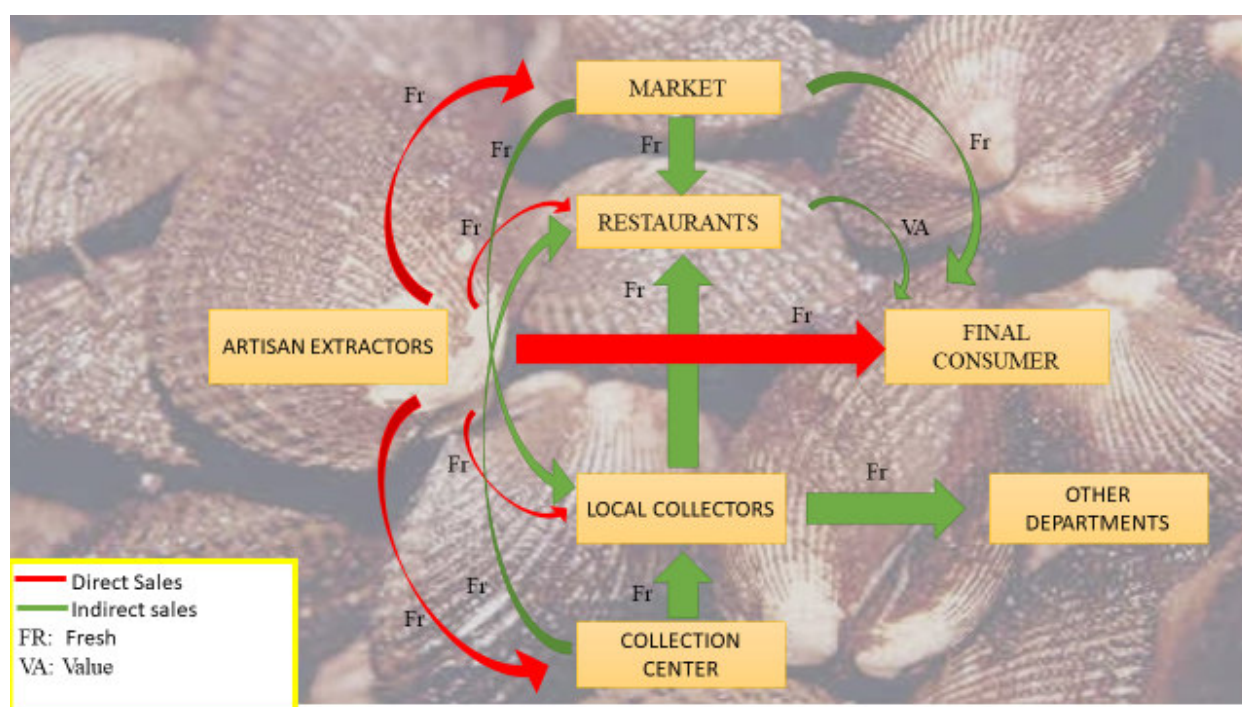 MARKET
Fr
Fr
Fr
Fr
RESTAURANTS
Fr
VA
Fr
Fr
ARTISAN EXTRACTORS
FINAL
CONSUMER
Fr
Fr
LOCAL COLLECTORS
OTHER
DEPARTMENTS
Fr
Fr
Fr
COLLECTION
CENTER
Direct Sales
Indirect sales
FR: Fresh
VA: Value